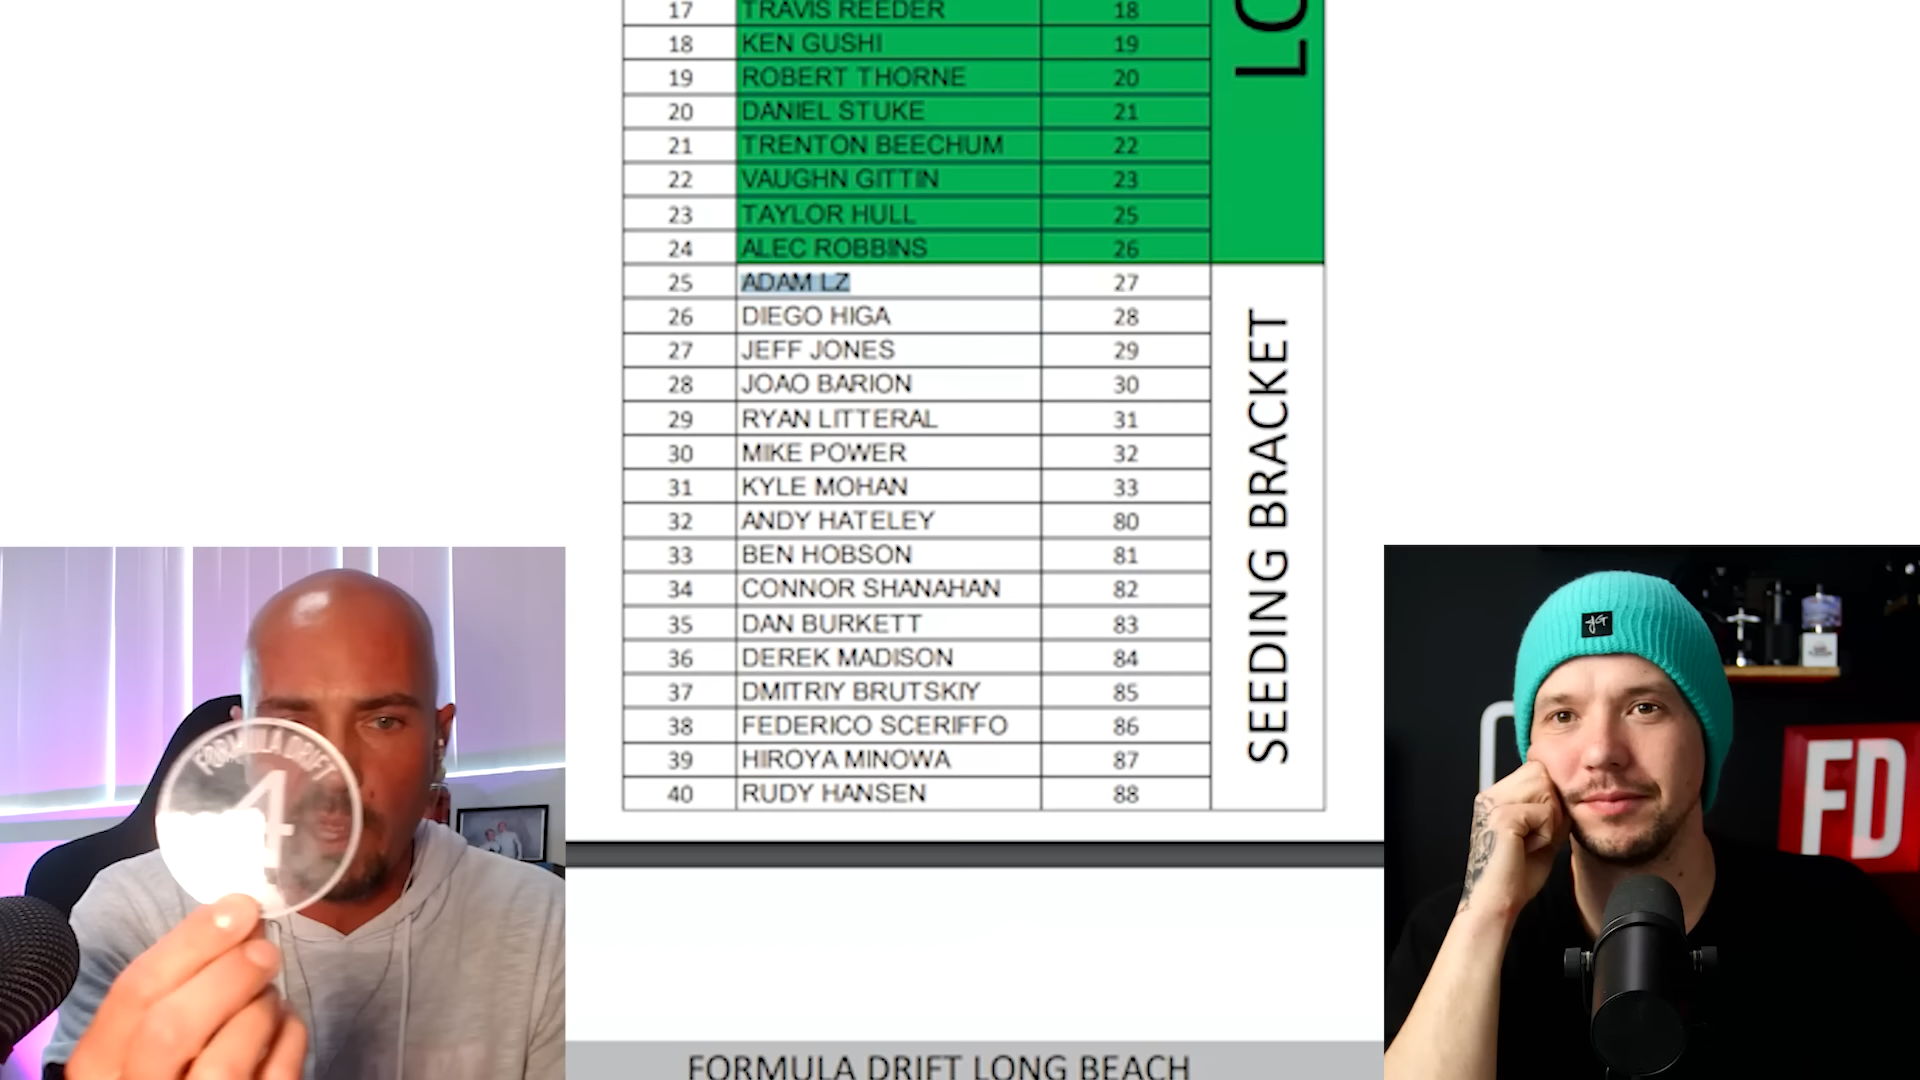 17 TRAVIS REEDER 18
18 KEN GUSHI 19
19 ROBERT THORNE 20
20 DANIEL STUKE 21
21 TRENTON BEECHUM 22
22 VAUGHN GITTIN 23
23 TAYLOR HULL 25
24 ALEC ROBBINS 26
LO
25 ADAM LZ 27
26 DIEGO HIGA 28
27 JEFF JONES 29
28 JOAO BARION 30
29 RYAN LITTERAL 31
30 MIKE POWER 32
31 KYLE MOHAN 33
32 ANDY HATELEY 80
33 BEN HOBSON 81
34 CONNOR SHANAHAN 82
35 DAN BURKETT 83
36 DEREK MADISON 84
37 DMITRIY BRUTSKIY 85
38 FEDERICO SCERIFFO 86
39 HIROYA MINOWA 87
40 RUDY HANSEN 88
SEEDING BRACKET
FORMULA DRIFT
4
FD
FORMULA DRIFT LONG BEACH